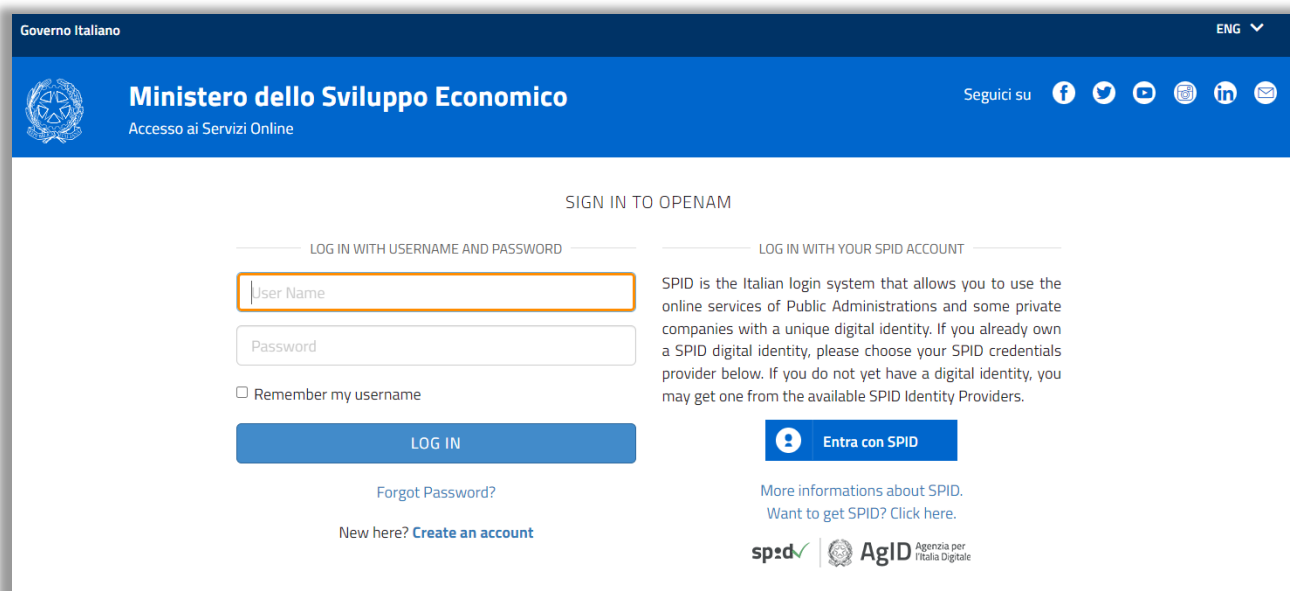 Governo Italiano
ENG
Ministero dello Sviluppo Economico
Accesso ai Servizi Online
Seguici su
SIGN IN TO OPENAM
LOG IN WITH USERNAME AND PASSWORD
User Name
Password
Remember my username
LOG IN
Forgot Password?
New here? Create an account
LOG IN WITH YOUR SPID ACCOUNT
SPID is the Italian login system that allows you to use the
online services of Public Administrations and some private
companies with a unique digital identity. If you already own
a SPID digital identity, please choose your SPID credentials
provider below. If you do not yet have a digital identity, you
may get one from the available SPID Identity Providers.
Entra con SPID
More informations about SPID.
Want to get SPID? Click here.
spid
AgID
Agenzia per
l'Italia Digitale